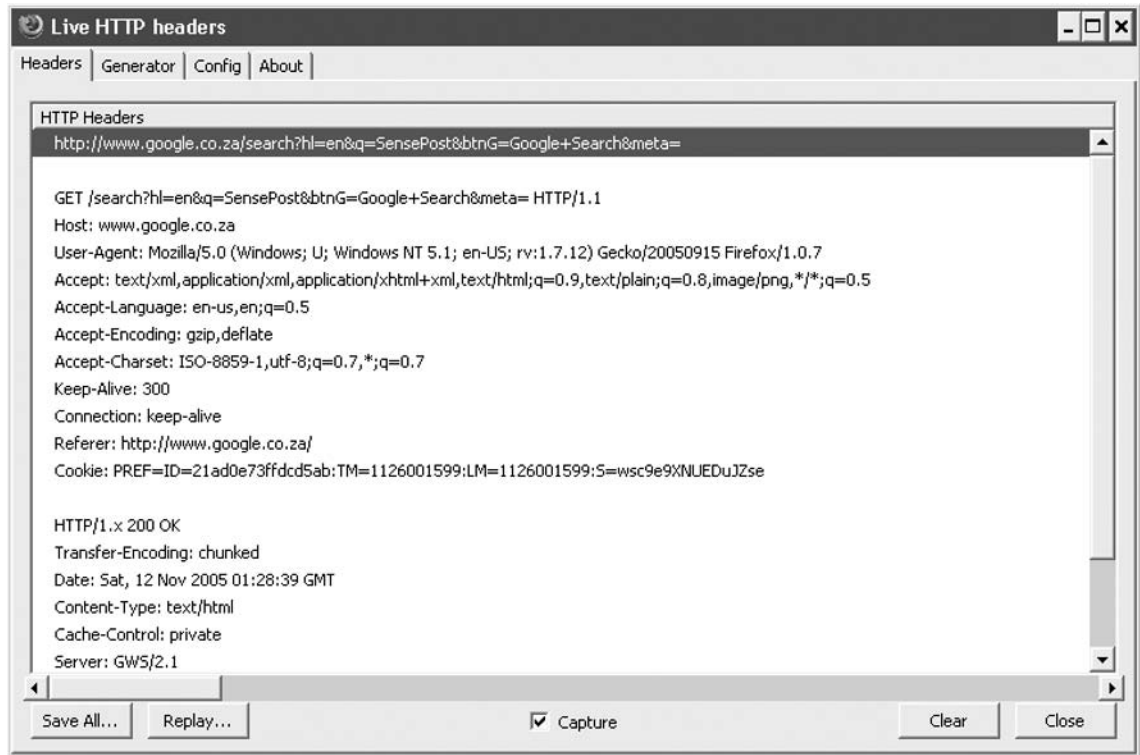 Live HTTP headers
Headers Generator Config About
HTTP Headers
http://www.google.co.za/search?hl=en&q=SensePost&btnG=Google+Search&meta=
GET /search?hl=en&q=SensePost&btnG=Google+Search&meta= HTTP/1.1
Host: www.google.co.za
User-Agent: Mozilla/5.0 (Windows; U; Windows NT 5.1; en-US; rv:1.7.12) Gecko/20050915 Firefox/1.0.7
Accept: text/xml,application/xml,application/xhtml+xml,text/html;q=0.9,text/plain;q=0.8,image/png,*/*;q=0.5
Accept-Language: en-us,en;q=0.5
Accept-Encoding: gzip,deflate
Accept-Charset: ISO-8859-1,utf-8;q=0.7,*;q=0.7
Keep-Alive: 300
Connection: keep-alive
Referer: http://www.google.co.za/
Cookie: PREF=ID=21ad0e73ffdcd5ab:TM=1126001599:LM=1126001599:S=wsc9e9XNUEDuJZse
HTTP/1.x 200 OK
Transfer-Encoding: chunked
Date: Sat, 12 Nov 2005 01:28:39 GMT
Content-Type: text/html
Cache-Control: private
Server: GWS/2.1
Save All... Replay... Capture Clear Close